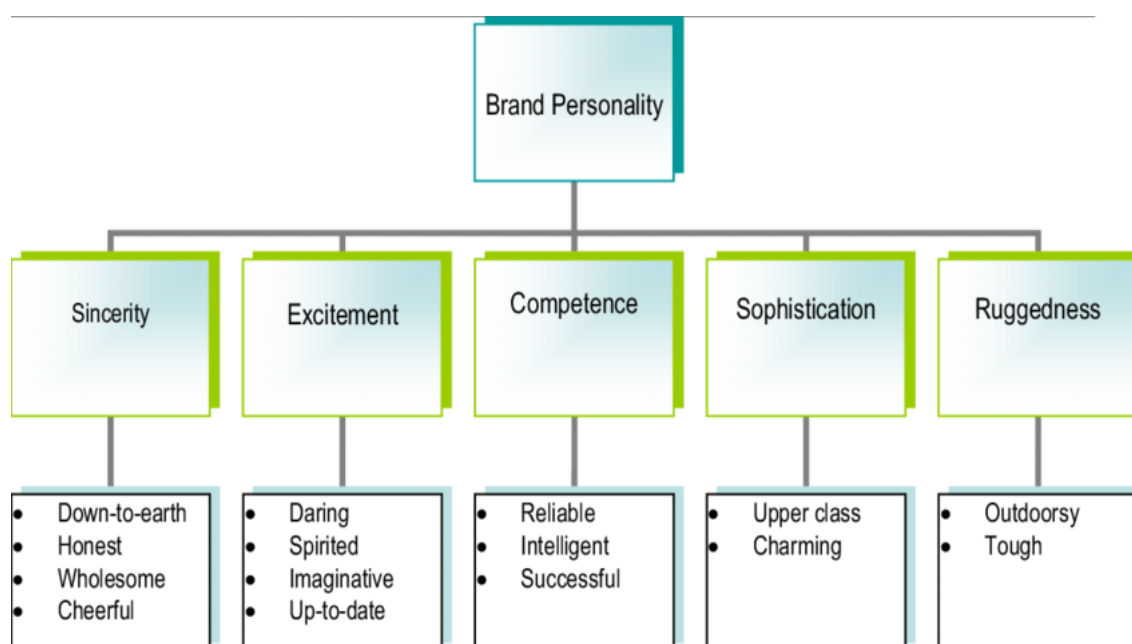 Brand Personality
Sincerity
Excitement
Competence
Sophistication
Ruggedness
• Down-to-earth
• Honest
• Wholesome
• Cheerful
• Daring
• Spirited
• Imaginative
• Up-to-date
• Reliable
• Intelligent
• Successful
• Upper class
• Charming
• Outdoorsy
• Tough